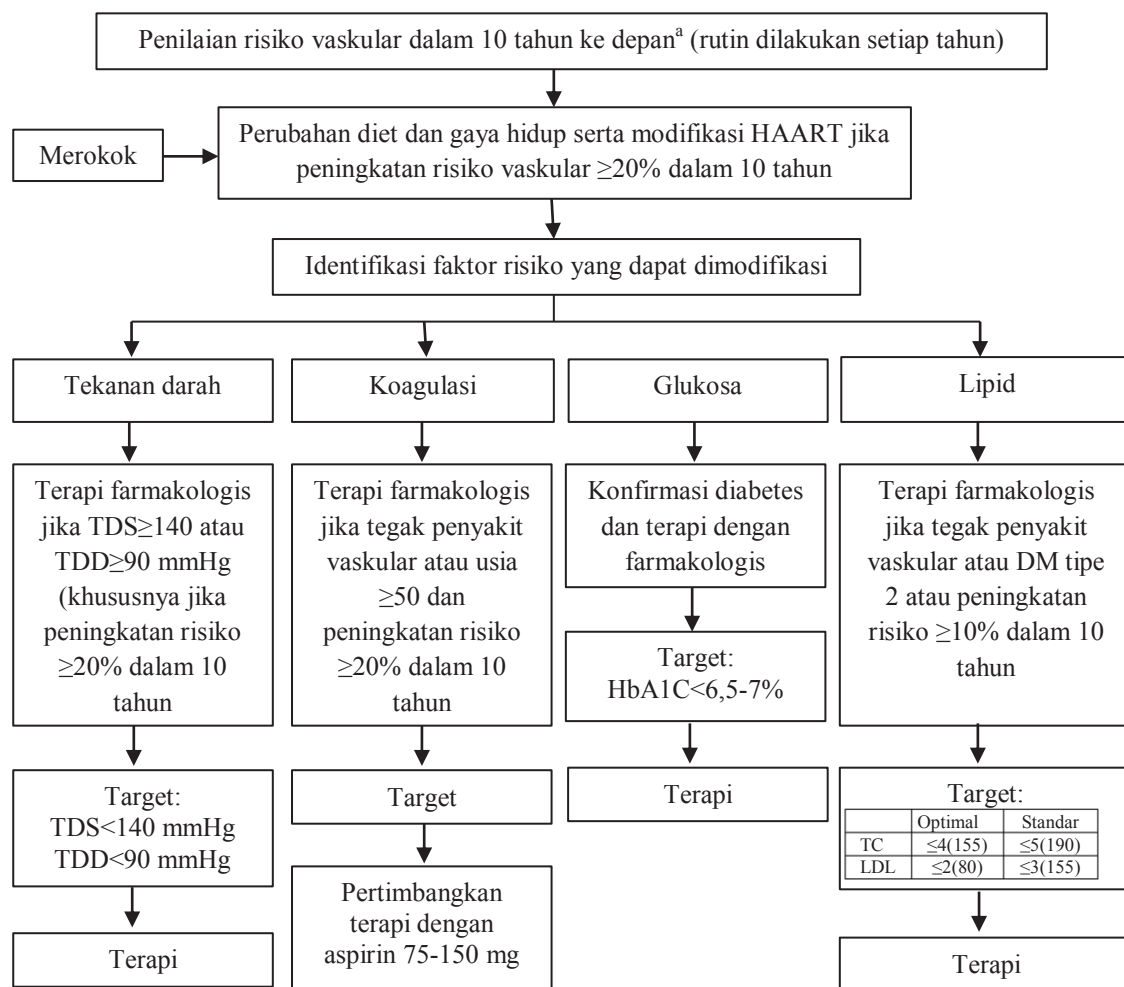 Penilaian risiko vaskular dalam 10 tahun ke depanᵃ (rutin dilakukan setiap tahun)
Merokok
Perubahan diet dan gaya hidup serta modifikasi HAART jika
peningkatan risiko vaskular ≥20% dalam 10 tahun
Identifikasi faktor risiko yang dapat dimodifikasi
Tekanan darah
Koagulasi
Glukosa
Lipid
Terapi farmakologis
jika TDS≥140 atau
TDD≥90 mmHg
(khususnya jika
peningkatan risiko
≥20% dalam 10
tahun
Terapi farmakologis
jika tegak penyakit
vaskular atau usia
≥50 dan
peningkatan risiko
≥20% dalam 10
tahun
Konfirmasi diabetes
dan terapi dengan
farmakologis
Terapi farmakologis
jika tegak penyakit
vaskular atau DM tipe
2 atau peningkatan
risiko ≥10% dalam 10
tahun
Target:
HbA1C<6,5-7%
Target:
TDS<140 mmHg
TDD<90 mmHg
Target
Terapi
Target:
Optimal Standar
TC ≤4(155) ≤5(190)
LDL ≤2(80) ≤3(155)
Terapi
Pertimbangkan
terapi dengan
aspirin 75-150 mg
Terapi